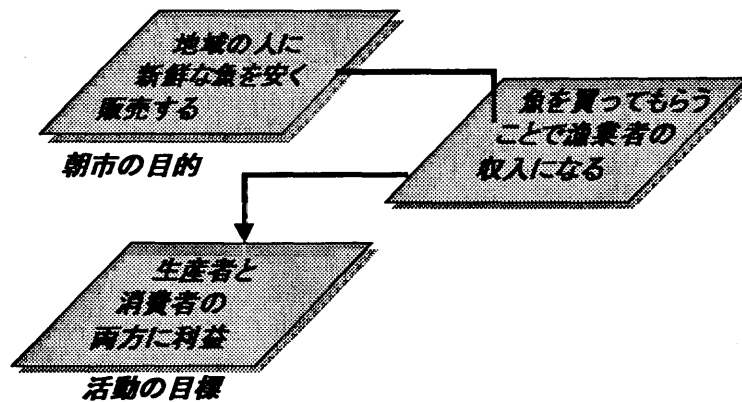 地域の人に
新鮮な魚を安く
販売する
朝市の目的
魚を買ってもらう
ことで漁業者の
収入になる
生産者と
消費者の
両方に利益
活動の目標